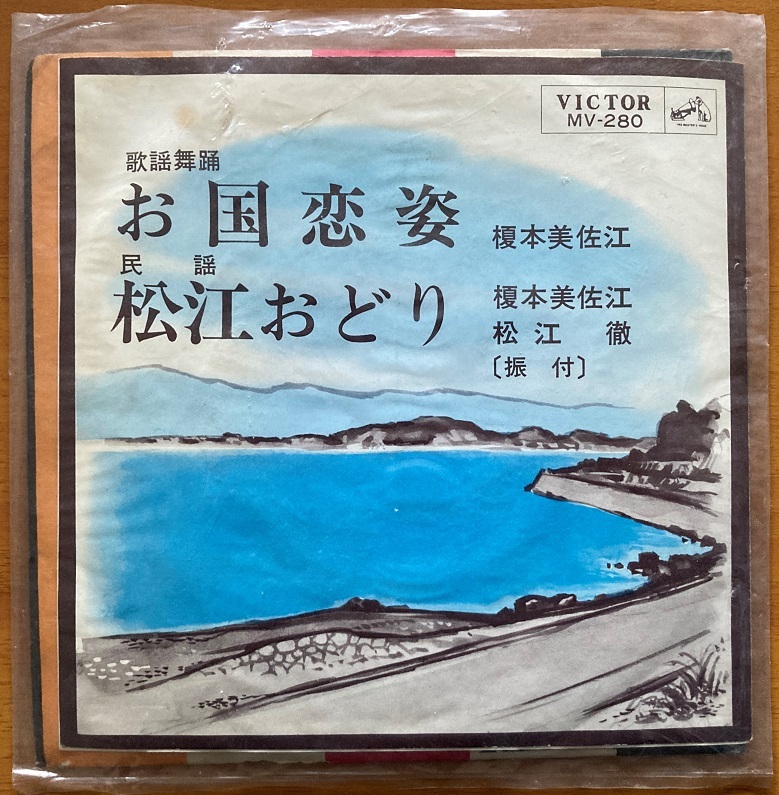 VICTOR
MV-280
歌謡舞踊
お国恋姿 榎本美佐江
民謡
松江おどり 榎本美佐江
松江 徹
〔振付〕